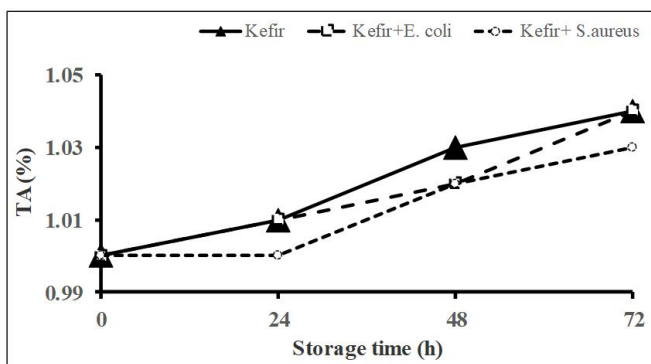 Kefir Kefir+E. coli Kefir+ S.aureus
1.05
1.03
1.01
0.99
TA (%)
0 24 48 72
Storage time (h)